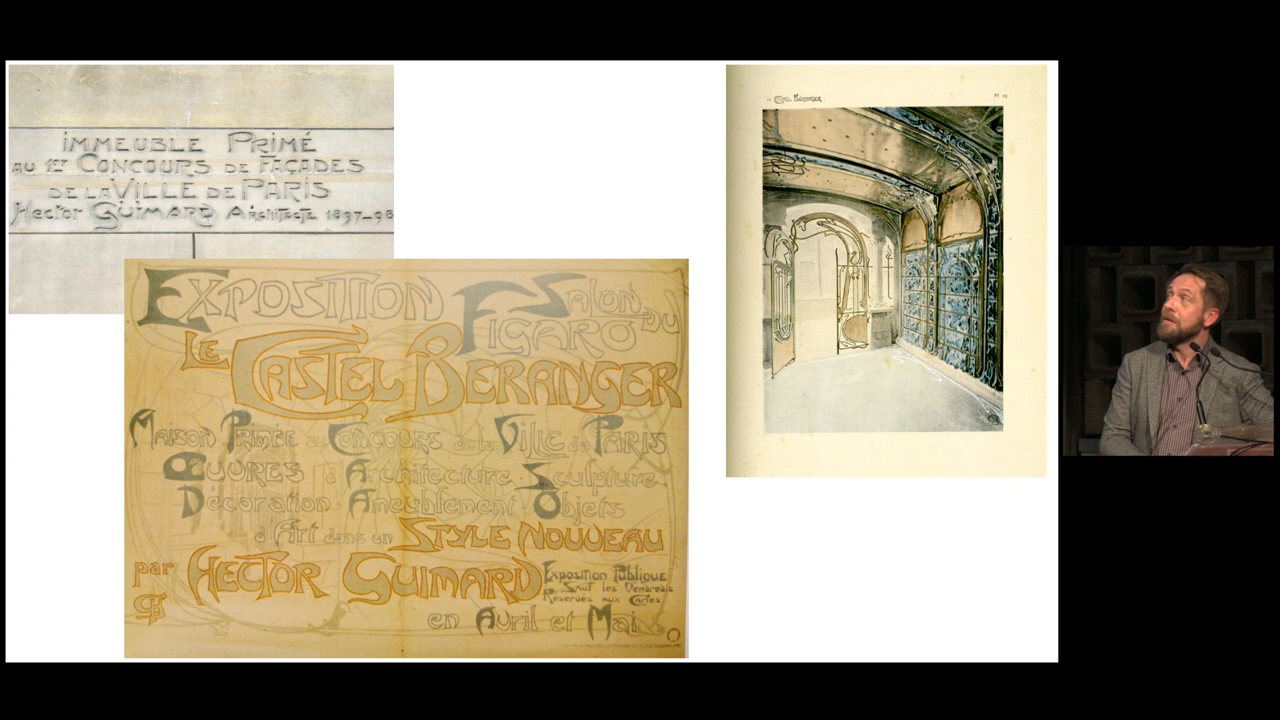 IMMEUBLE PRIMÉ
AU 1er CONCOURS DE FAÇADES
DE LA VILLE DE PARIS
HECTOR GUIMARD ARCHITECTE 1897-98
EXPOSITION SALON DU
FIGARO
LE CASTEL BERANGER
MAISON PRIMÉE au CONCOURS de la VILLE de PARIS
ŒUVRES d'Architecture Sculpture
Décoration Ameublement Objets
d'Art dans un STYLE NOUVEAU
par HECTOR GUIMARD
Exposition Publique
Sauf les Vendredis
Réservés aux Cartes
en Avril et Mai
CASTEL BERANGER